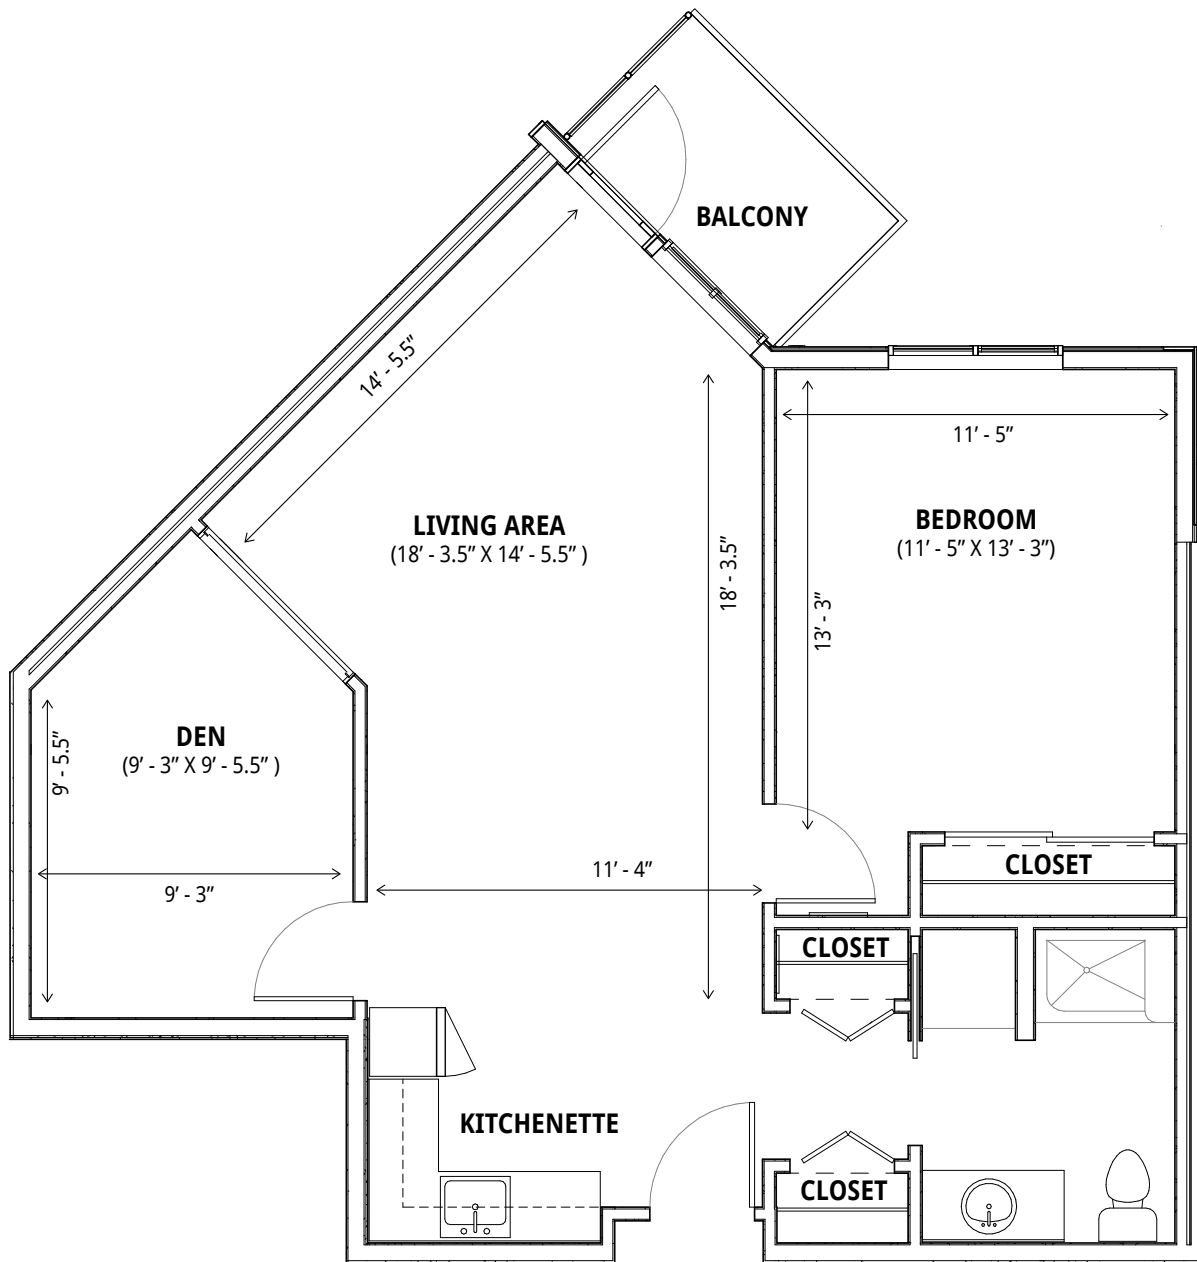 BALCONY
14’ - 5.5”
11’ - 5”
LIVING AREA
(18’ - 3.5” X 14’ - 5.5” )
BEDROOM
(11’ - 5” X 13’ - 3”)
18’ - 3.5”
13’ - 3”
DEN
(9’ - 3” X 9’ - 5.5” )
9’ - 5.5”
9’ - 3”
11’ - 4”
CLOSET
CLOSET
KITCHENETTE
CLOSET